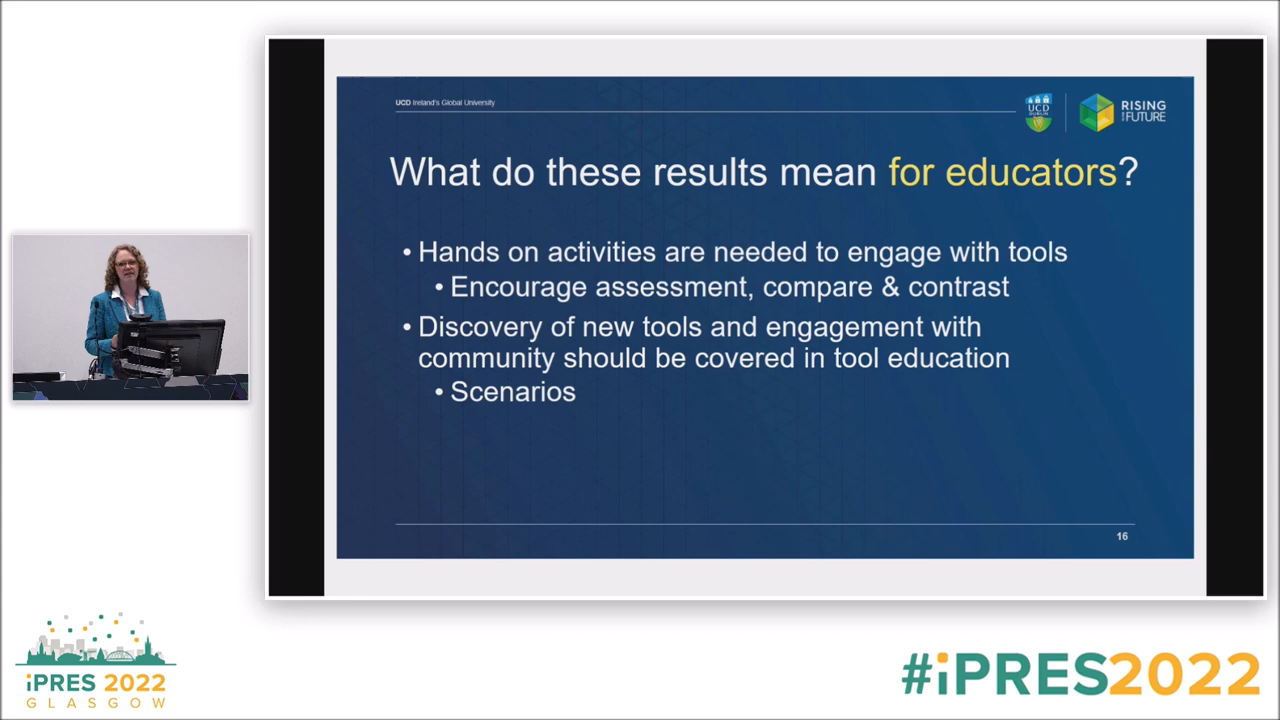 UCD Ireland's Global University
UCD
DUBLIN
RISING
TO THE
FUTURE
What do these results mean for educators?
• Hands on activities are needed to engage with tools
• Encourage assessment, compare & contrast
• Discovery of new tools and engagement with
community should be covered in tool education
• Scenarios
16
iPRES 2022
GLASGOW
#iPRES2022